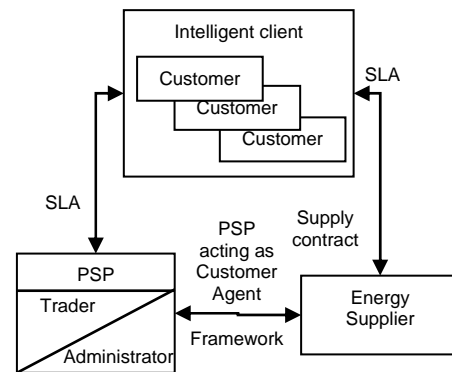 Intelligent client
Customer
Customer
Customer
SLA
SLA
PSP
acting as
Customer
Agent
Supply
contract
PSP
Trader
Administrator
Framework
Energy
Supplier